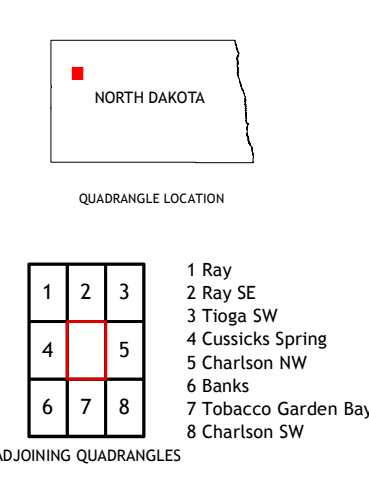 NORTH DAKOTA
QUADRANGLE LOCATION
1 2 3
4 5
6 7 8
1 Ray
2 Ray SE
3 Tioga SW
4 Cussicks Spring
5 Charlson NW
6 Banks
7 Tobacco Garden Bay
8 Charlson SW
ADJOINING QUADRANGLES